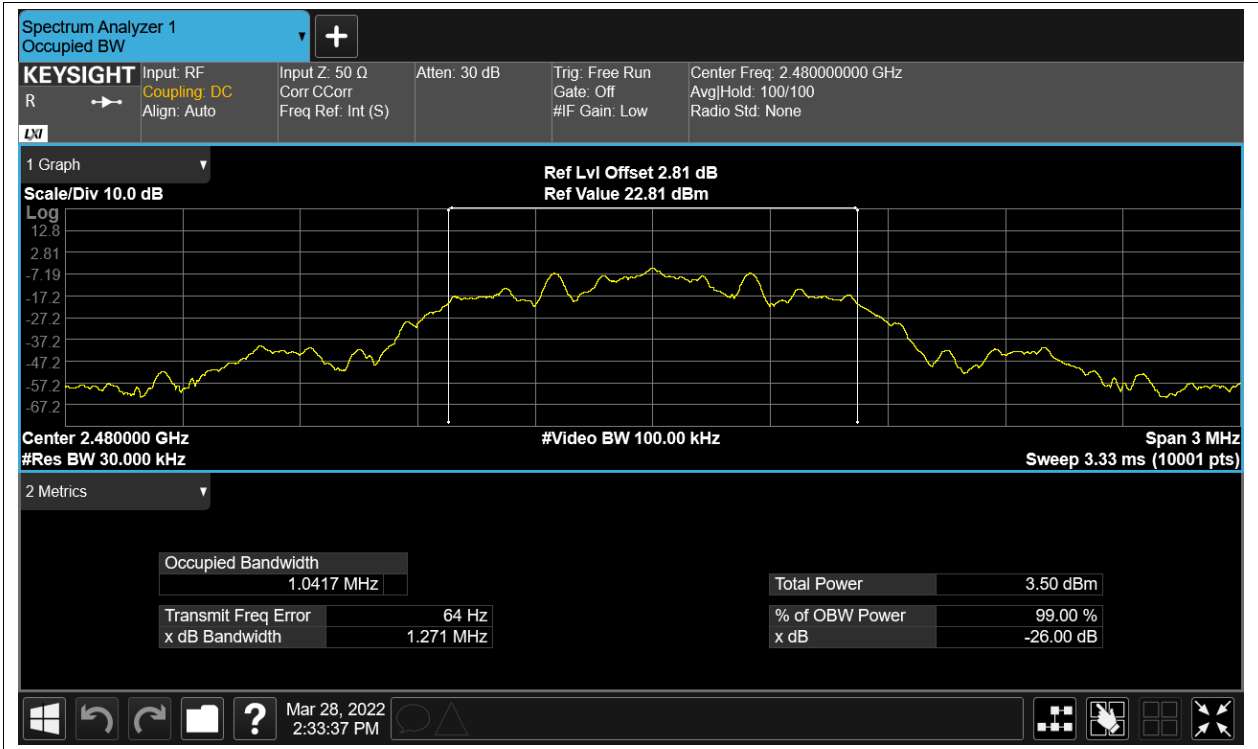 Spectrum Analyzer 1
Occupied BW
KEYSIGHT
R
LXI
Input: RF
Coupling: DC
Align: Auto
Input Z: 50 Ω
Corr CCorr
Freq Ref: Int (S)
Atten: 30 dB
Trig: Free Run
Gate: Off
#IF Gain: Low
Center Freq: 2.480000000 GHz
Avg|Hold: 100/100
Radio Std: None
1 Graph
Scale/Div 10.0 dB
Ref Lvl Offset 2.81 dB
Ref Value 22.81 dBm
Log
12.8
2.81
-7.19
-17.2
-27.2
-37.2
-47.2
-57.2
-67.2
Center 2.480000 GHz
#Video BW 100.00 kHz
Span 3 MHz
#Res BW 30.000 kHz
Sweep 3.33 ms (10001 pts)
2 Metrics
Occupied Bandwidth
1.0417 MHz
Total Power 3.50 dBm
Transmit Freq Error 64 Hz
% of OBW Power 99.00 %
x dB Bandwidth 1.271 MHz
x dB -26.00 dB
?
Mar 28, 2022
2:33:37 PM